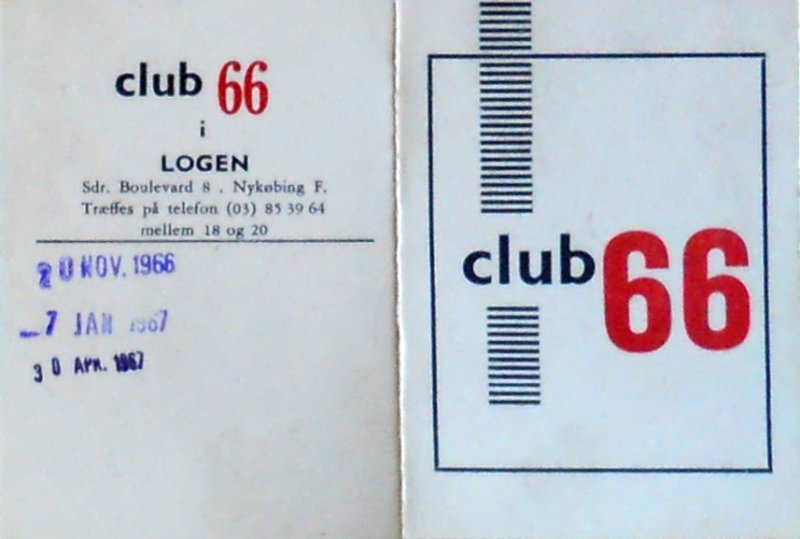 club 66
i
LOGEN
Sdr. Boulevard 8 . Nykøbing F.
Træffes på telefon (03) 85 39 64
mellem 18 og 20
20 NOV. 1966
-7 JAN 1967
30 APR. 1967
club 66